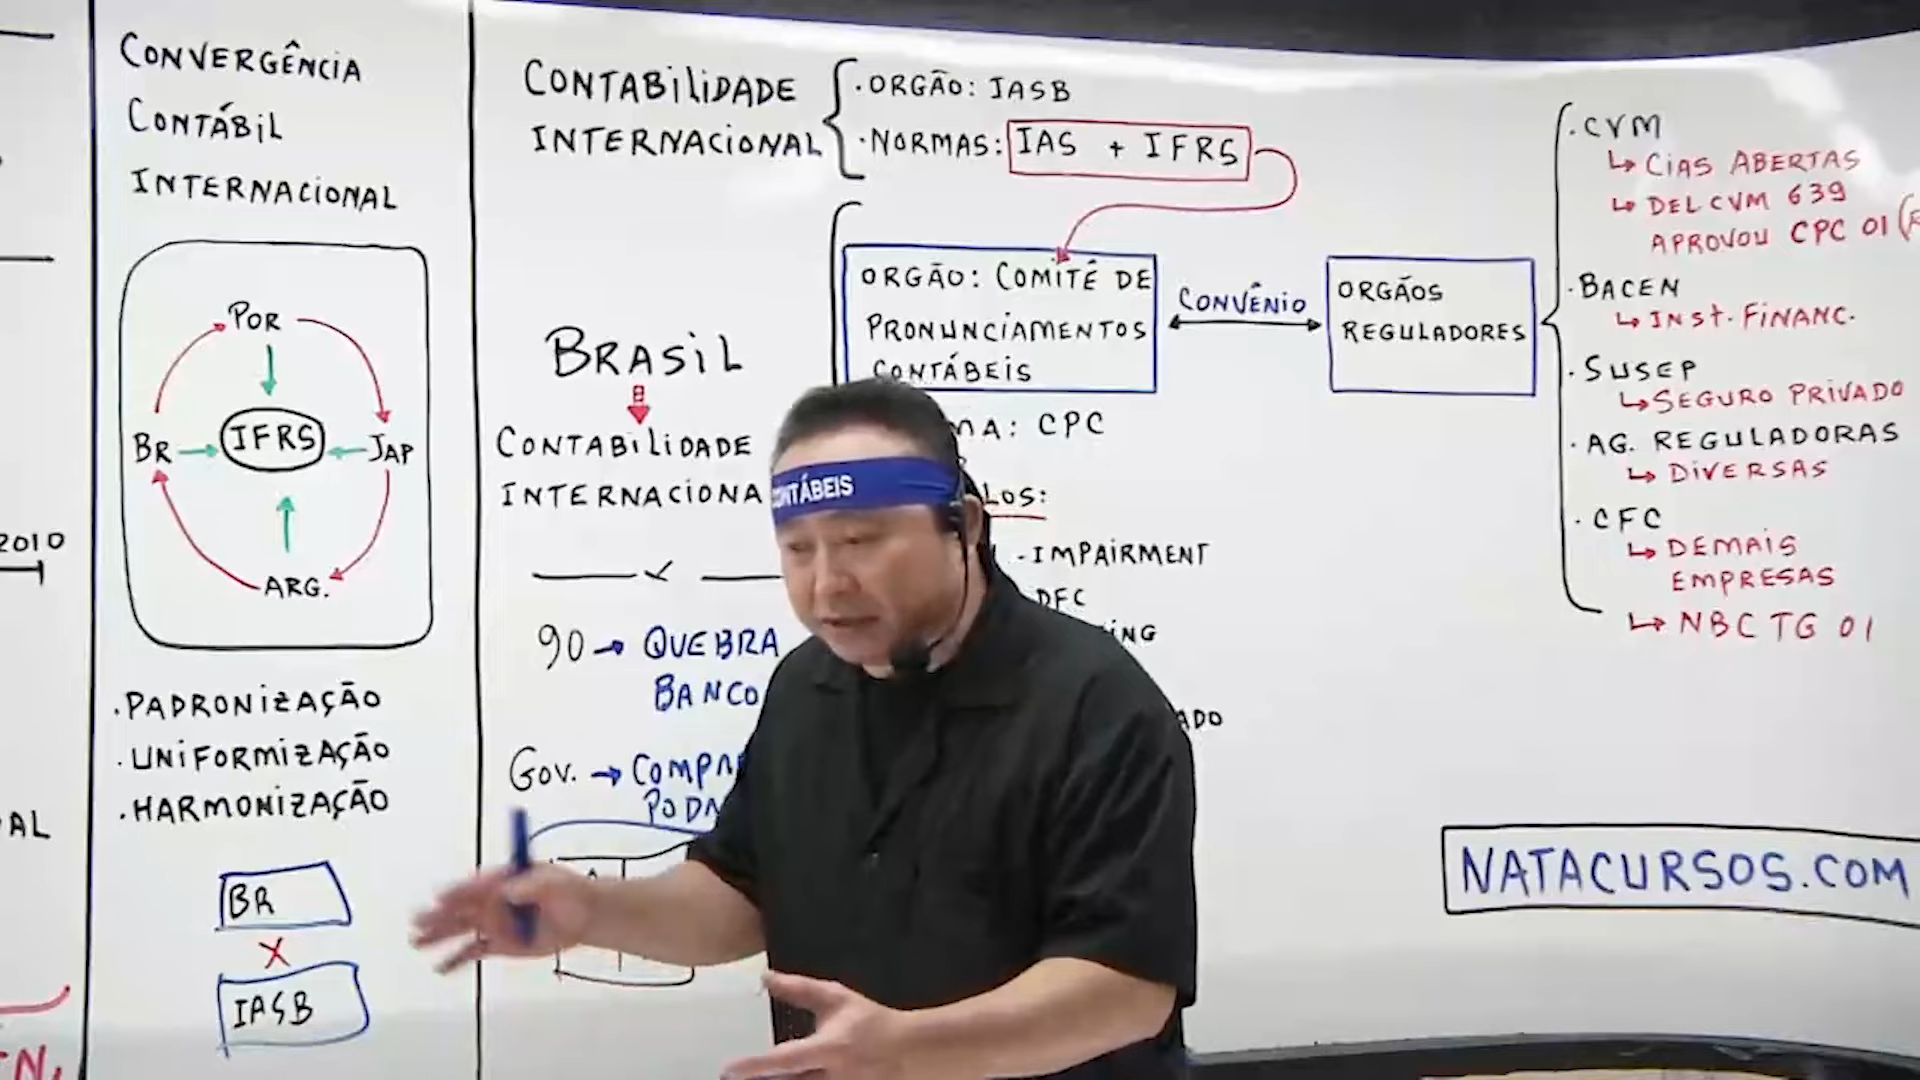 2010
AL
CONVERGÊNCIA
CONTÁBIL
INTERNACIONAL
POR
BR
IFRS
JAP
ARG.
.PADRONIZAÇÃO
.UNIFORMIZAÇÃO
.HARMONIZAÇÃO
BR
X
IASB
CONTABILIDADE
INTERNACIONAL
.ORGÃO: IASB
.NORMAS: IAS + IFRS
BRASIL
CONTABILIDADE
INTERNACIONA
90 → QUEBRA
BANCO
GOV. →
ORGÃO: COMITÊ DE
PRONUNCIAMENTOS
CONTÁBEIS
MA: CPC
LOS:
-IMPAIRMENT
DFC
ING
ADO
CONTÁBEIS
CONVÊNIO
ORGÃOS
REGULADORES
.CVM
↳ CIAS ABERTAS
↳ DEL CVM 639
APROVOU CPC 01 (R
.BACEN
↳ INST. FINANC.
.SUSEP
↳ SEGURO PRIVADO
.AG. REGULADORAS
↳ DIVERSAS
.CFC
↳ DEMAIS
EMPRESAS
↳ NBC TG 01
NATACURSOS.COM